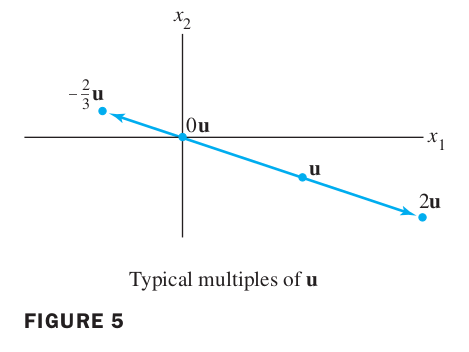 x₂
−2/3u
0u
x₁
u
2u
Typical multiples of u
FIGURE 5